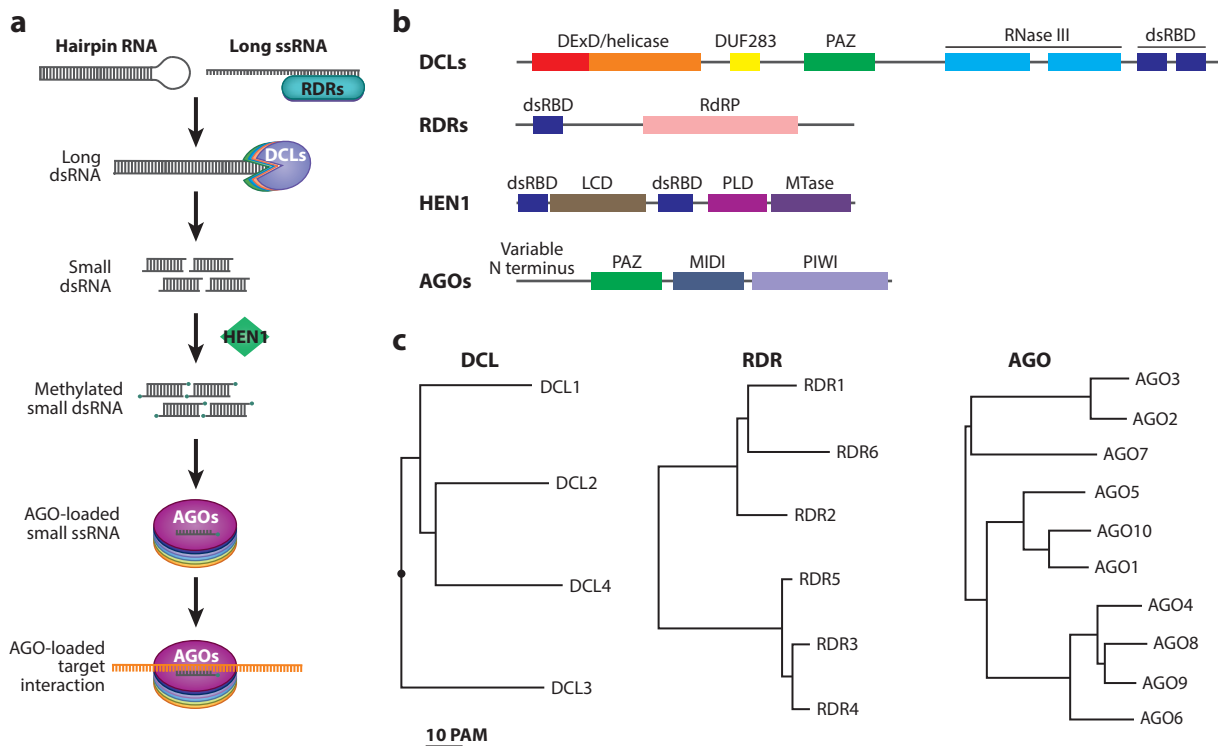 a
Hairpin RNA
Long ssRNA
RDRs
Long
dsRNA
DCLs
Small
dsRNA
HEN1
Methylated
small dsRNA
AGO-loaded
small ssRNA
AGOs
AGO-loaded
target
interaction
AGOs
b
DCLs
DExD/helicase
DUF283
PAZ
RNase III
dsRBD
RDRs
dsRBD
RdRP
HEN1
dsRBD
LCD
dsRBD
PLD
MTase
AGOs
Variable
N terminus
PAZ
MIDI
PIWI
c
DCL
DCL1
DCL2
DCL4
DCL3
10 PAM
RDR
RDR1
RDR6
RDR2
RDR5
RDR3
RDR4
AGO
AGO3
AGO2
AGO7
AGO5
AGO10
AGO1
AGO4
AGO8
AGO9
AGO6